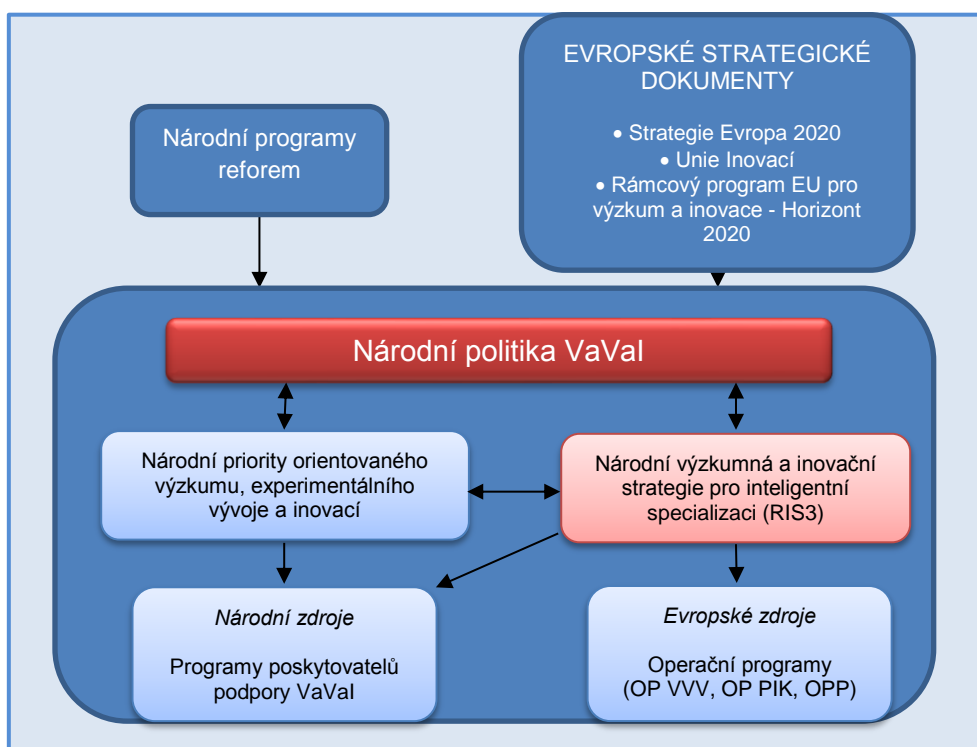 Národní programy
reforem
EVROPSKÉ STRATEGICKÉ
DOKUMENTY
• Strategie Evropa 2020
• Unie Inovací
• Rámcový program EU pro
výzkum a inovace - Horizont
2020
Národní politika VaVaI
Národní priority orientovaného
výzkumu, experimentálního
vývoje a inovací
Národní výzkumná a inovační
strategie pro inteligentní
specializaci (RIS3)
Národní zdroje
Programy poskytovatelů
podpory VaVaI
Evropské zdroje
Operační programy
(OP VVV, OP PIK, OPP)